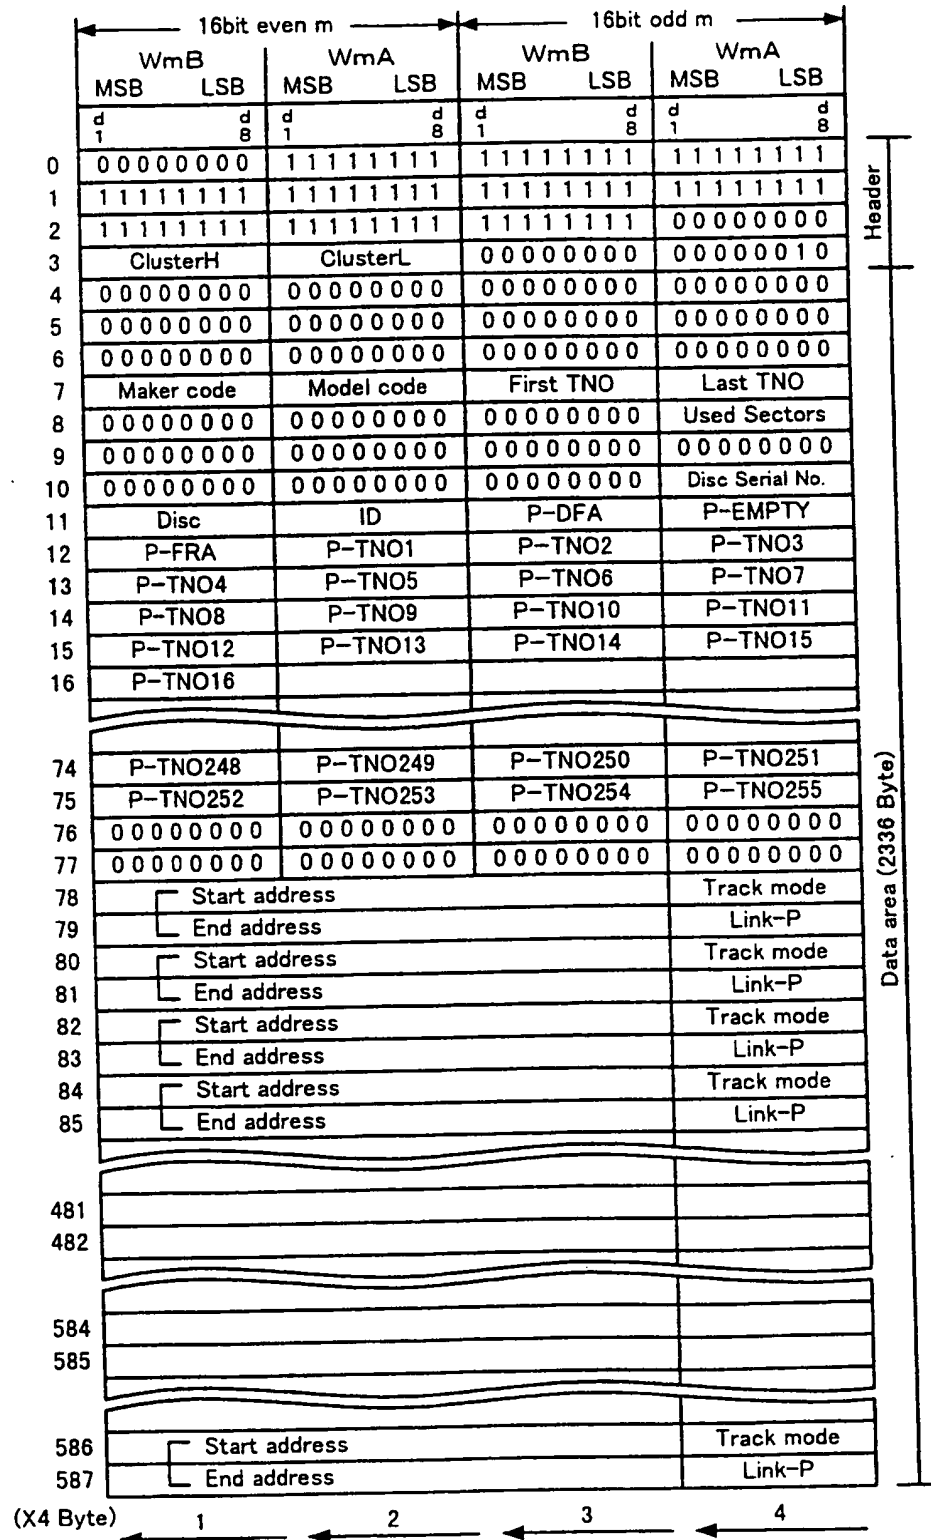 16bit even m 16bit odd m
WmB WmA WmB WmA
MSB LSB MSB LSB MSB LSB MSB LSB
d d d d d d d d
1 8 1 8 1 8 1 8
0 00000000 11111111 11111111 11111111
1 11111111 11111111 11111111 11111111
2 11111111 11111111 11111111 00000000
Header
3 ClusterH ClusterL 00000000 00000010
4 00000000 00000000 00000000 00000000
5 00000000 00000000 00000000 00000000
6 00000000 00000000 00000000 00000000
7 Maker code Model code First TNO Last TNO
8 00000000 00000000 00000000 Used Sectors
9 00000000 00000000 00000000 00000000
10 00000000 00000000 00000000 Disc Serial No.
11 Disc ID P-DFA P-EMPTY
12 P-FRA P-TNO1 P-TNO2 P-TNO3
13 P-TNO4 P-TNO5 P-TNO6 P-TNO7
14 P-TNO8 P-TNO9 P-TNO10 P-TNO11
15 P-TNO12 P-TNO13 P-TNO14 P-TNO15
16 P-TNO16
74 P-TNO248 P-TNO249 P-TNO250 P-TNO251
75 P-TNO252 P-TNO253 P-TNO254 P-TNO255
76 00000000 00000000 00000000 00000000
77 00000000 00000000 00000000 00000000
78 Start address Track mode
79 End address Link-P
Data area (2336 Byte)
80 Start address Track mode
81 End address Link-P
82 Start address Track mode
83 End address Link-P
84 Start address Track mode
85 End address Link-P
481
482
584
585
586 Start address Track mode
587 End address Link-P
(X4 Byte) 1 2 3 4